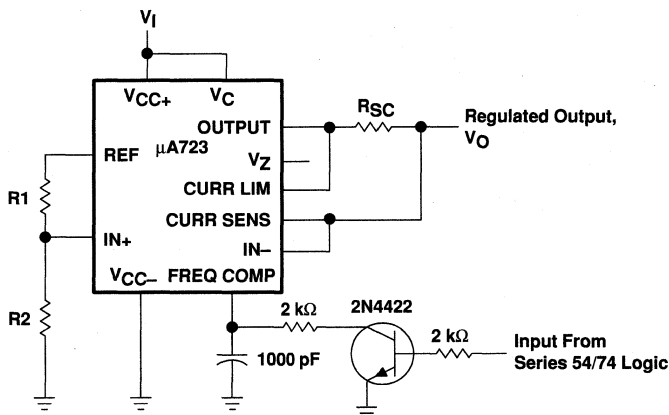 VI
VCC+
VC
OUTPUT
RSC
Regulated Output,
VO
REF
μA723
VZ
R1
CURR LIM
CURR SENS
IN+
IN–
VCC–
FREQ COMP
R2
2 kΩ
2N4422
2 kΩ
1000 pF
Input From
Series 54/74 Logic